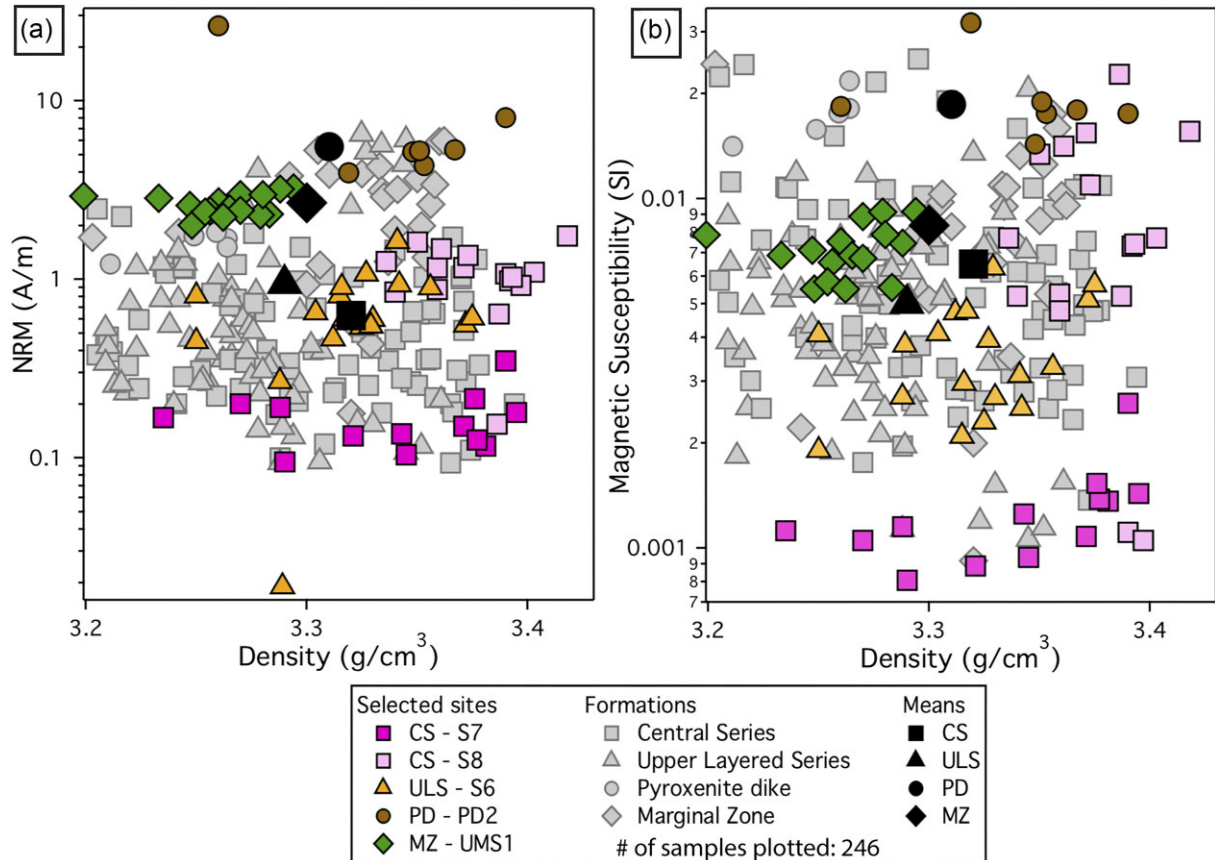 (a)
NRM (A/m)
10
1
0.1
3.2
3.3
3.4
Density (g/cm³)
(b)
Magnetic Susceptibility (SI)
3
2
0.01
9
8
7
6
5
4
3
2
0.001
9
8
7
3.2
3.3
3.4
Density (g/cm³)
Selected sites
CS - S7
CS - S8
ULS - S6
PD - PD2
MZ - UMS1
Formations
Central Series
Upper Layered Series
Pyroxenite dike
Marginal Zone
# of samples plotted: 246
Means
CS
ULS
PD
MZ